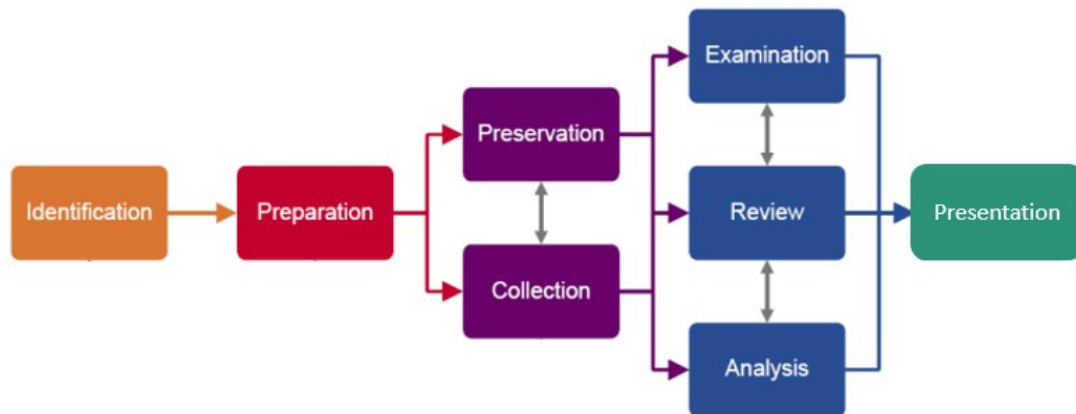 Identification
Preparation
Preservation
Collection
Examination
Review
Analysis
Presentation